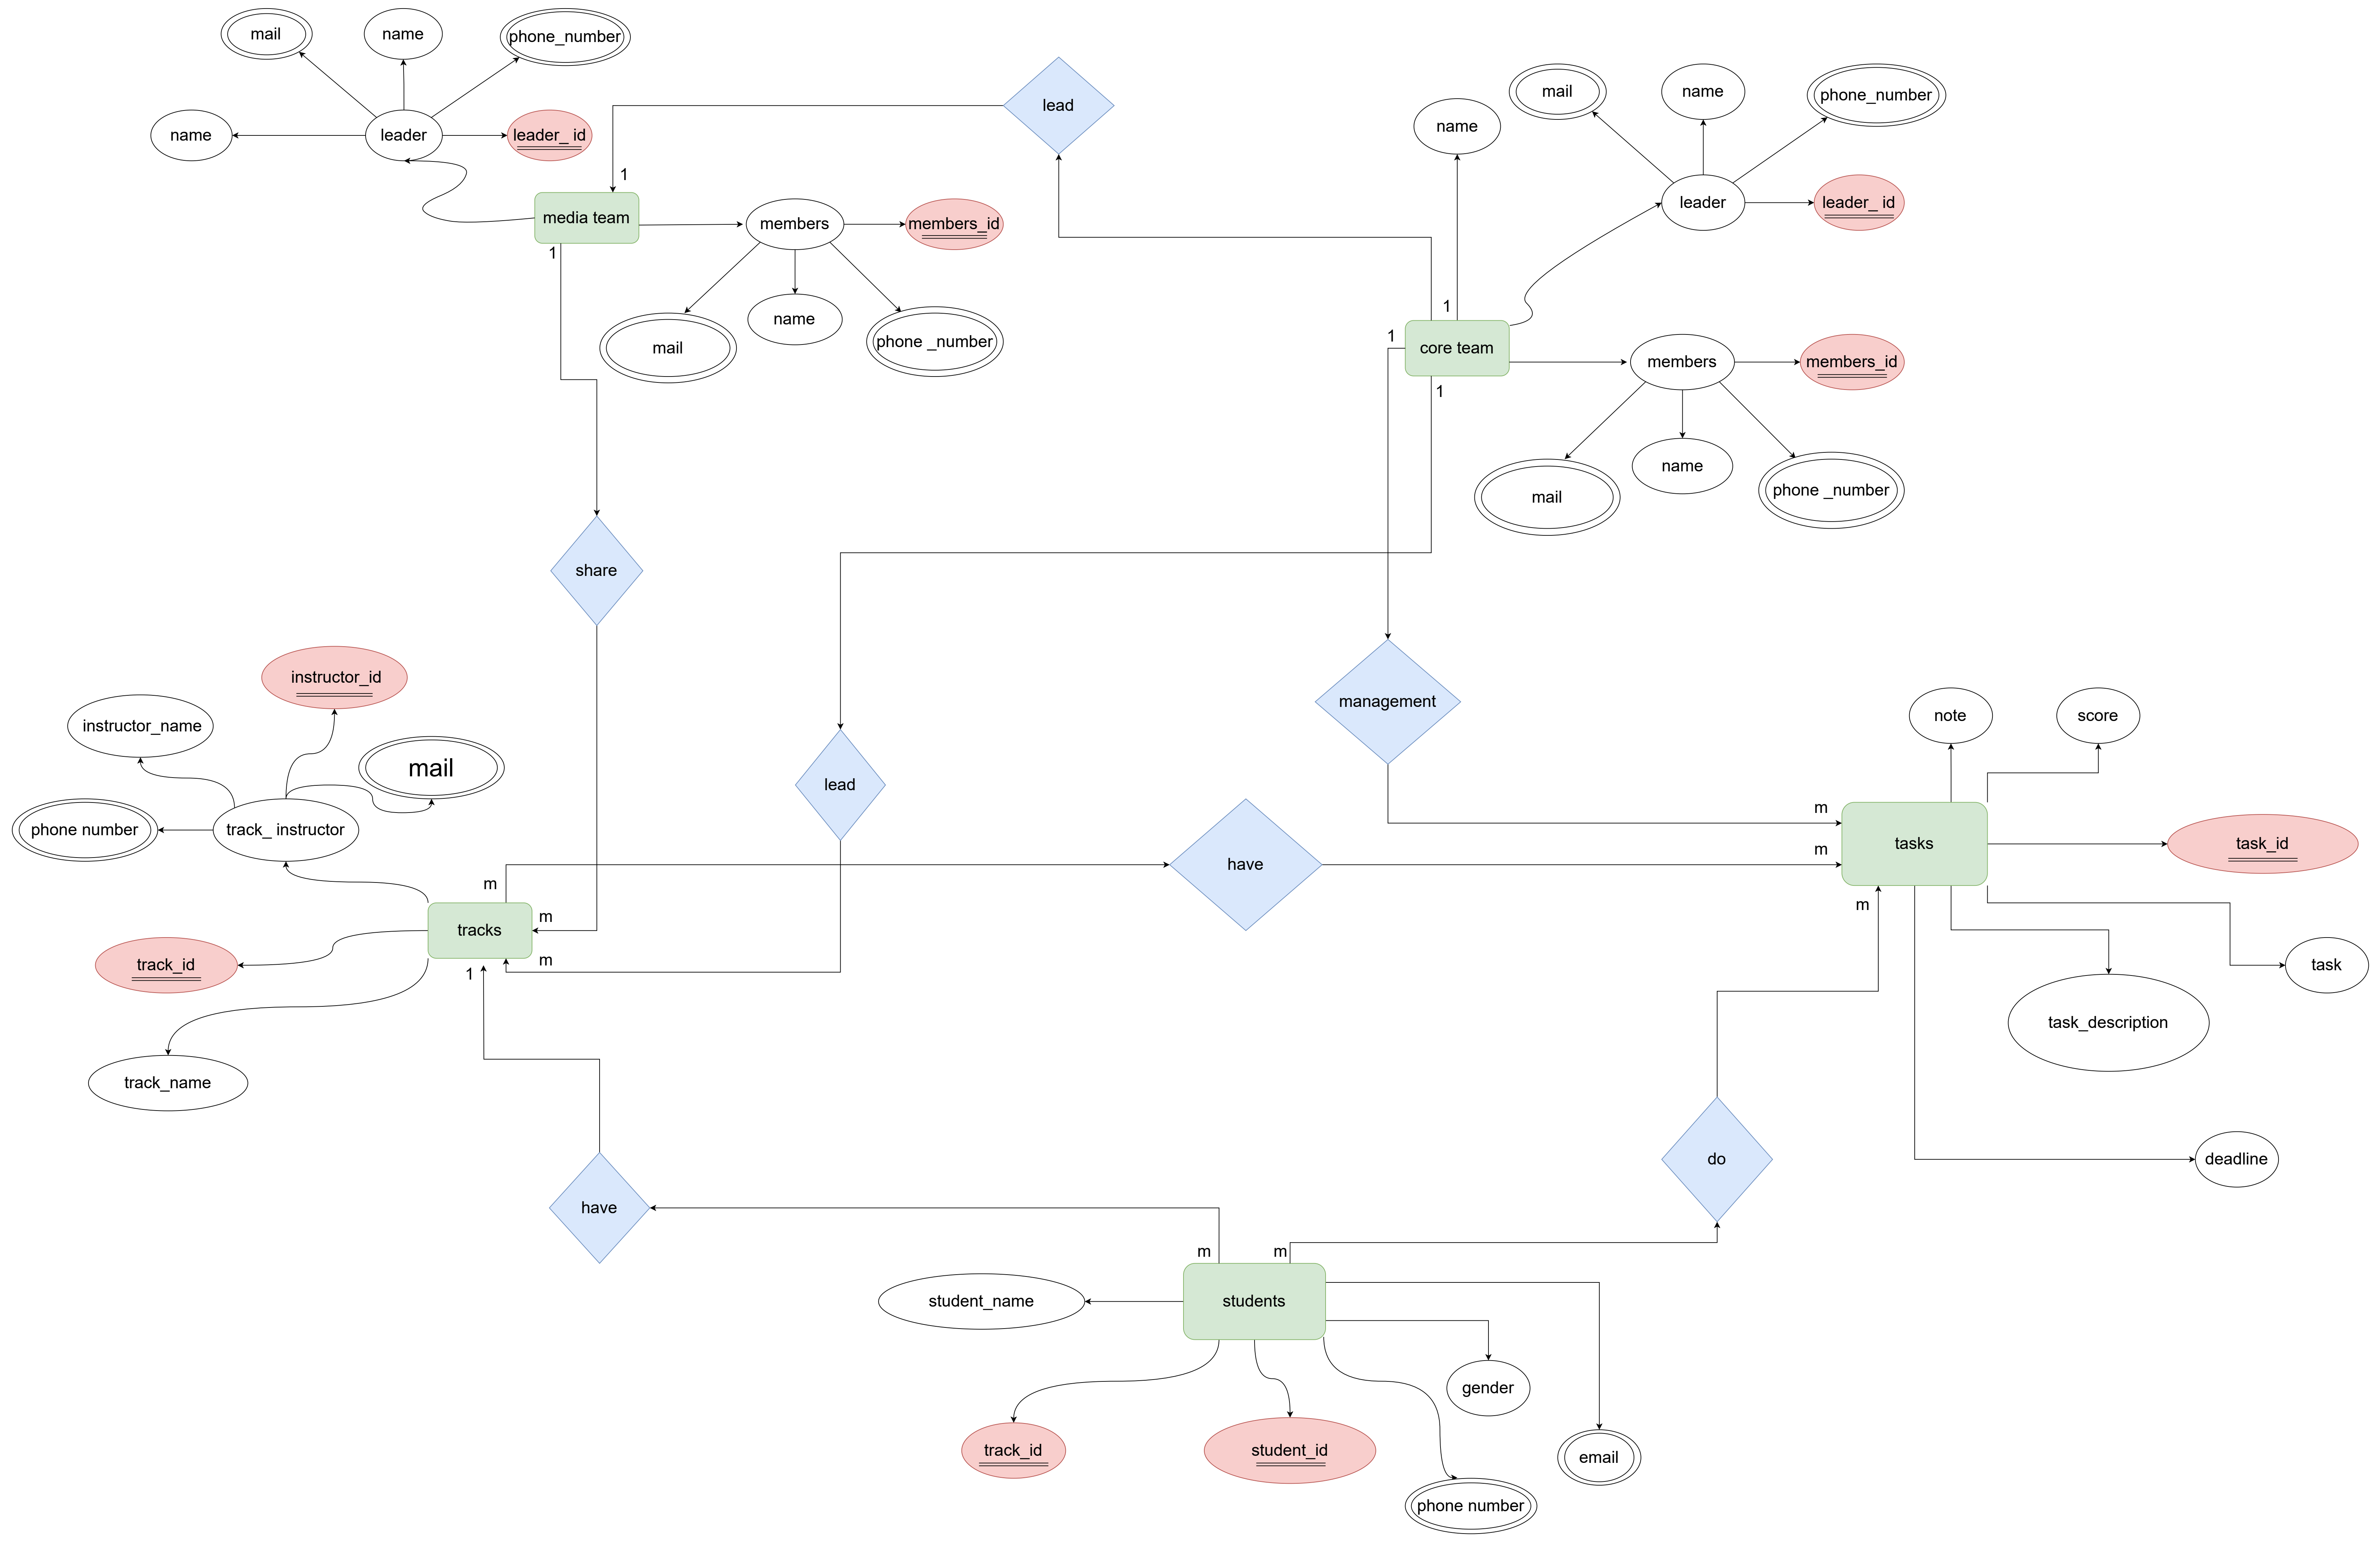 mail
name
phone_number
name
leader
leader_ id
lead
1
media team
1
members
members_id
mail
name
phone _number
name
mail
name
phone_number
leader
leader_ id
1
1
core team
1
members
members_id
mail
name
phone _number
share
management
lead
instructor_id
instructor_name
mail
phone number
track_ instructor
note
score
m
m
tasks
task_id
have
m
m
m
m
tracks
track_id
1
track_name
task
task_description
deadline
do
have
m
m
student_name
students
gender
track_id
student_id
email
phone number